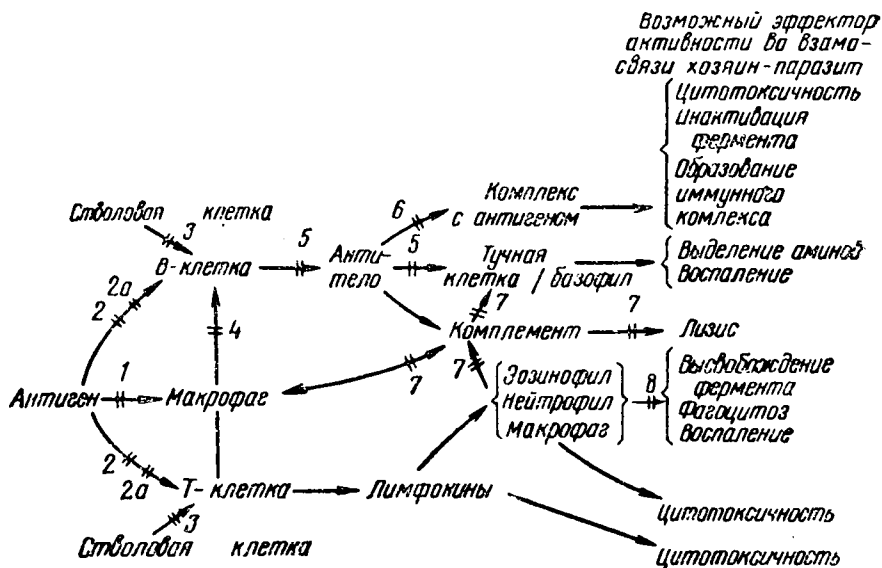 Возможный эффектор
активности во взама-
связи хозяин-паразит
Цитотоксичность
Инактивация
фермента
Образование
иммунного
комлекса
Стволовая клетка
3
6
Комплекс
с антигеном
В-клетка
5
Анти-
тело
5
Тучная
клетка / базофил
Выделение аминов
Воспаление
2
2а
4
7
Комплемент
7
Лизис
Антиген
1
Макрофаг
7
7
Эозинофил
Нейтрофил
Макрофаг
8
Высвобаждение
фермента
Фагоцитоз
Воспаление
2
2а
Т-клетка
Лимфокины
3
Стволовая клетка
Цитотоксичность
Цитотоксичность